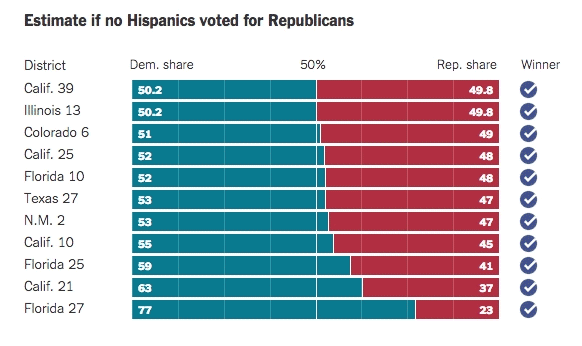 Estimate if no Hispanics voted for Republicans
District Dem. share 50% Rep. share Winner
Calif. 39 50.2 49.8
Illinois 13 50.2 49.8
Colorado 6 51 49
Calif. 25 52 48
Florida 10 52 48
Texas 27 53 47
N.M. 2 53 47
Calif. 10 55 45
Florida 25 59 41
Calif. 21 63 37
Florida 27 77 23